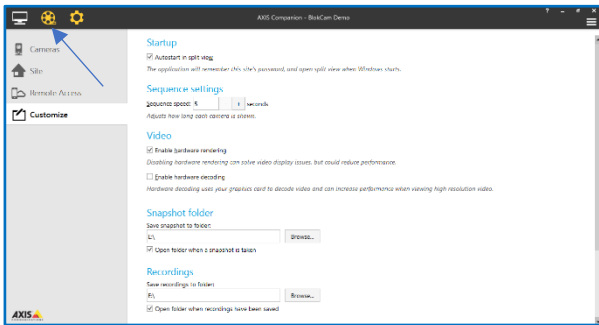 AXIS Companion - BlokCam Demo
Cameras
Site
Remote Access
Customize
Startup
Autostart in split view
The application will remember this site's password, and open split view when Windows starts.
Sequence settings
Sequence speed: 5 seconds
Adjusts how long each camera is shown.
Video
Enable hardware rendering
Disabling hardware rendering can solve video display issues, but could reduce performance.
Enable hardware decoding
Hardware decoding uses your graphics card to decode video and can increase performance when viewing high resolution video.
Snapshot folder
Save snapshot to folder:
E:\ Browse...
Open folder when a snapshot is taken
Recordings
Save recordings to folder:
E:\ Browse...
Open folder when recordings have been saved
AXIS